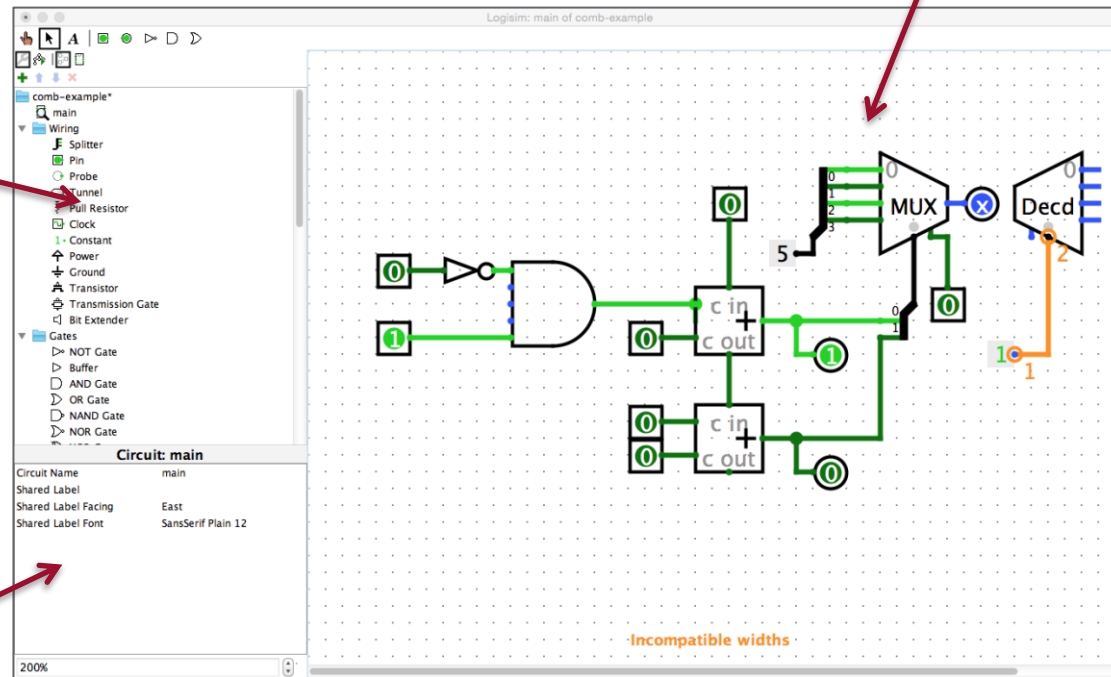 Logisim: main of comb-example
A
comb-example*
main
Wiring
Splitter
Pin
Probe
Tunnel
Pull Resistor
Clock
1 Constant
Power
Ground
Transistor
Transmission Gate
Bit Extender
Gates
NOT Gate
Buffer
AND Gate
OR Gate
NAND Gate
NOR Gate
Circuit: main
Circuit Name main
Shared Label
Shared Label Facing East
Shared Label Font SansSerif Plain 12
200%
0
1
0
0
c in
+
c out
1
0
0
c in
+
c out
0
5
0
1
2
3
0
MUX
x
0
1
0
0
Decd
2
1
1
Incompatible widths